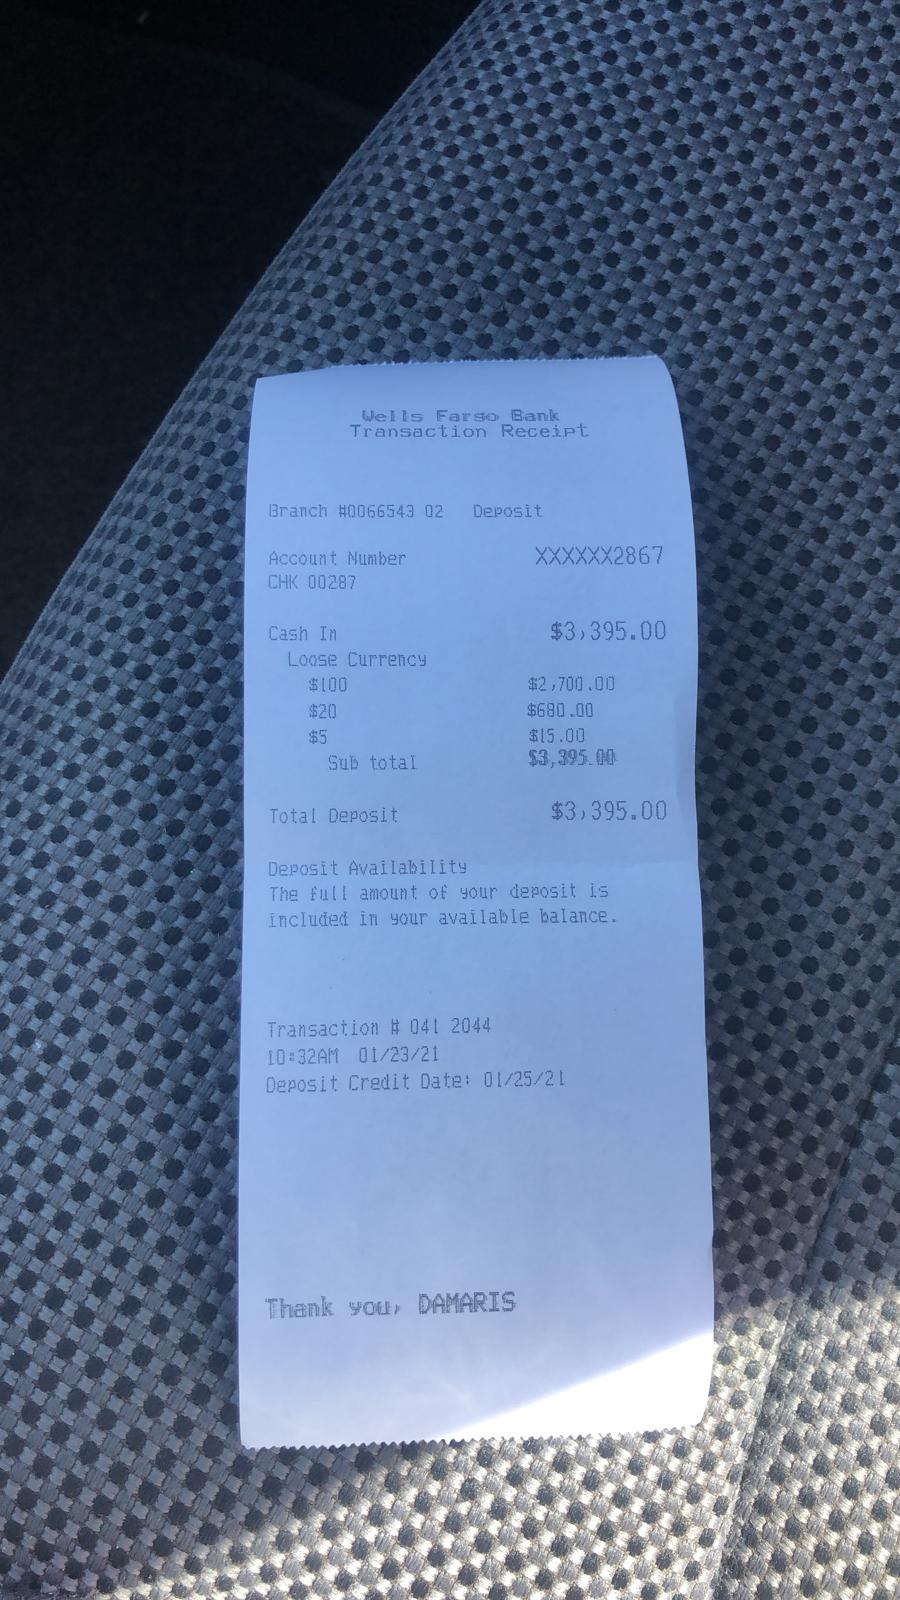 Wells Fargo Bank
Transaction Receipt
Branch #0066543 02 Deposit
Account Number XXXXXX2867
CHK 00287
Cash In $3,395.00
Loose Currency
$100 $2,700.00
$20 $680.00
$5 $15.00
Sub total $3,395.00
Total Deposit $3,395.00
Deposit Availability
The full amount of your deposit is
included in your available balance.
Transaction # 041 2044
10:32AM 01/23/21
Deposit Credit Date: 01/25/21
Thank you, DAMARIS